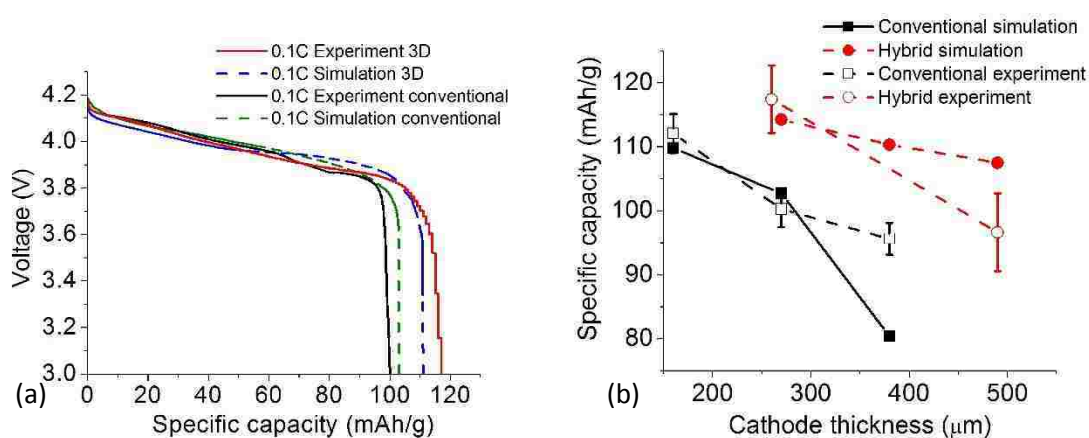 0.1C Experiment 3D
0.1C Simulation 3D
0.1C Experiment conventional
0.1C Simulation conventional
4.2
4.0
3.8
3.6
3.4
3.2
3.0
Voltage (V)
0 20 40 60 80 100 120
Specific capacity (mAh/g)
(a)
Conventional simulation
Hybrid simulation
Conventional experiment
Hybrid experiment
120
110
100
90
80
Specific capacity (mAh/g)
200 300 400 500
Cathode thickness (μm)
(b)